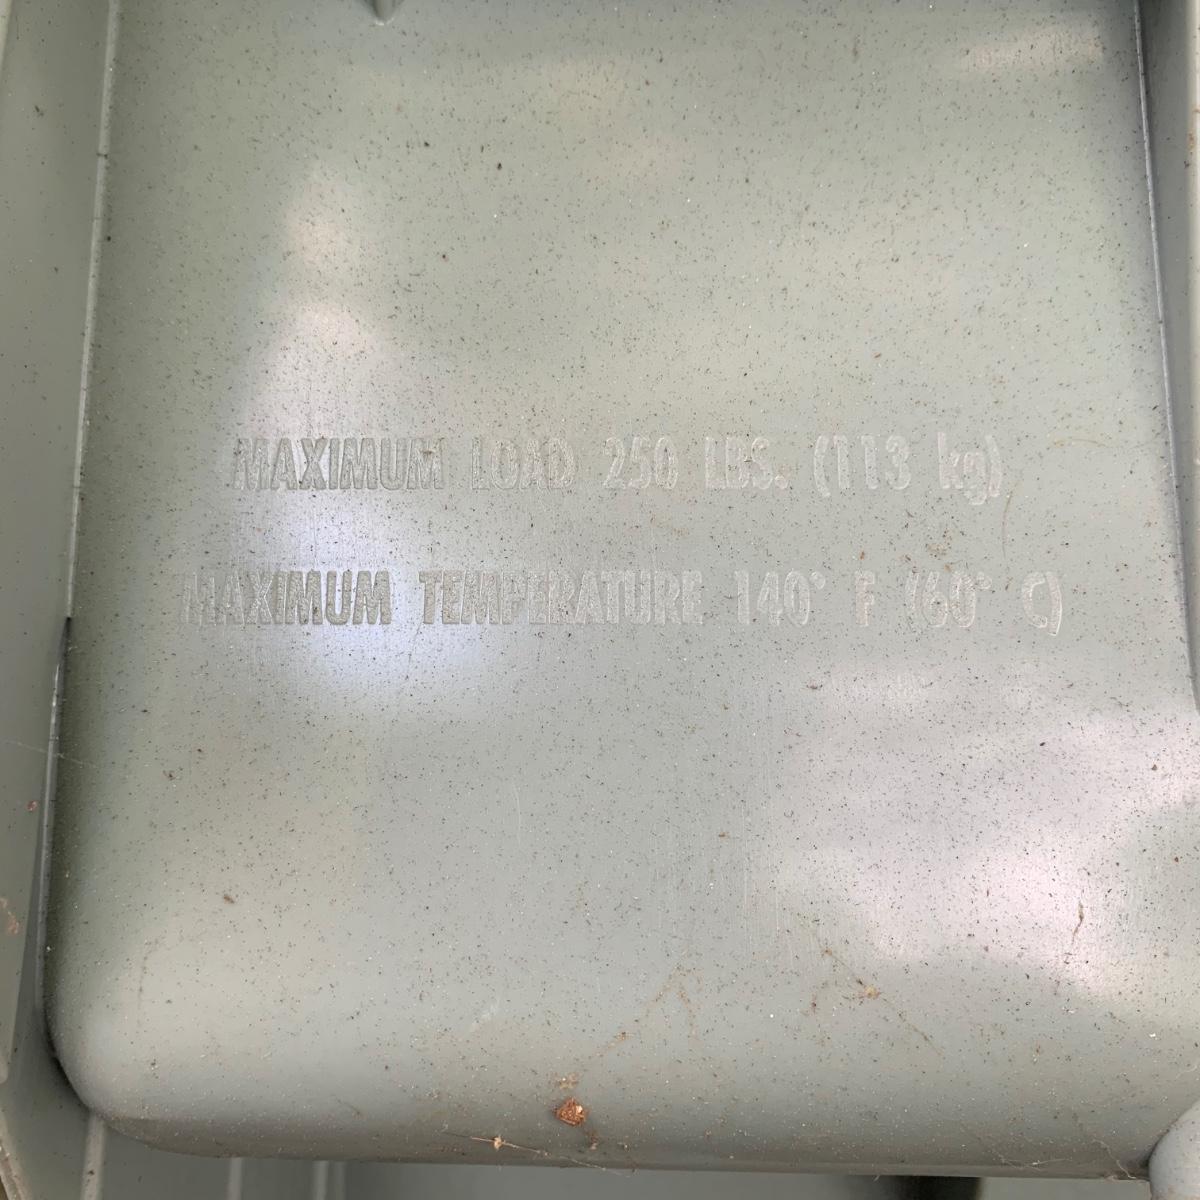 MAXIMUM LOAD 250 LBS. (113 kg)
MAXIMUM TEMPERATURE 140° F (60° C)